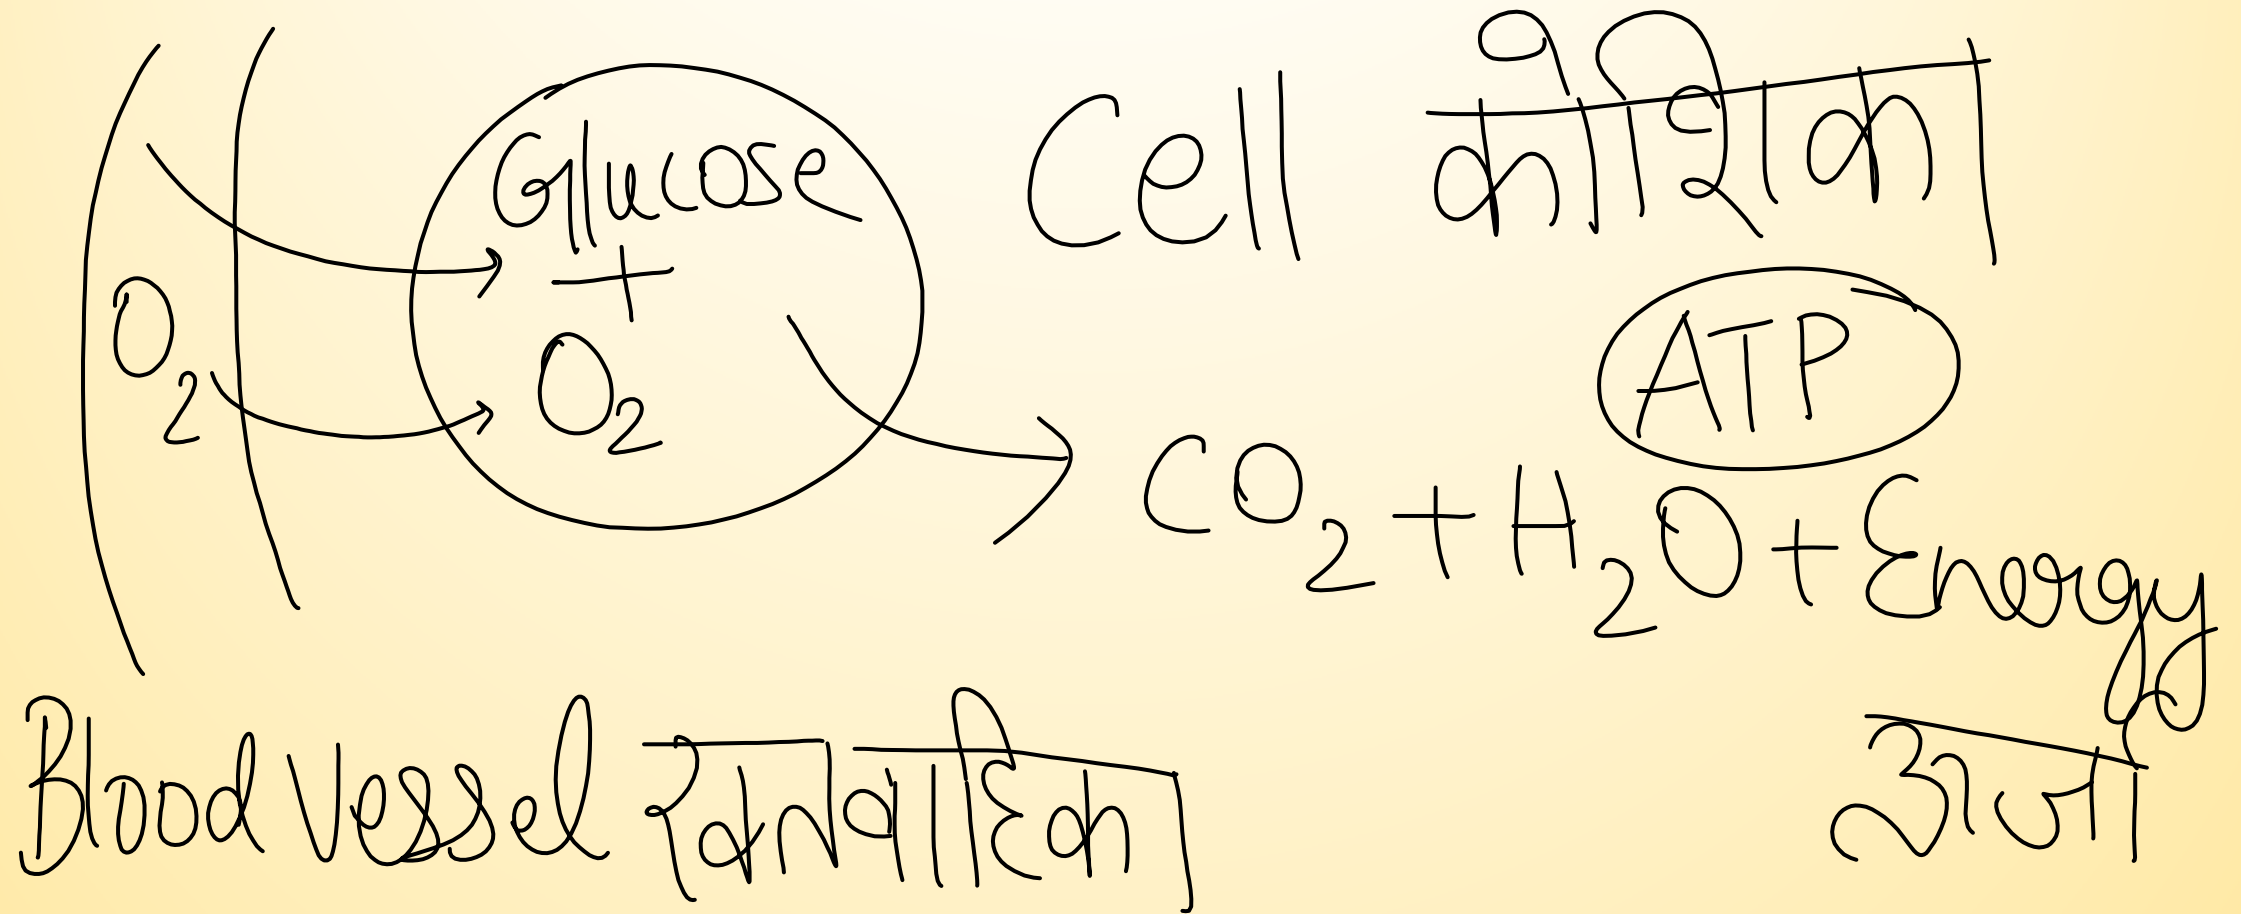 Glucose
+
O2
O2
Cell कोशिका
ATP
CO2 + H2O + Energy
Blood Vessel रक्तवाहिका
ऊर्जा